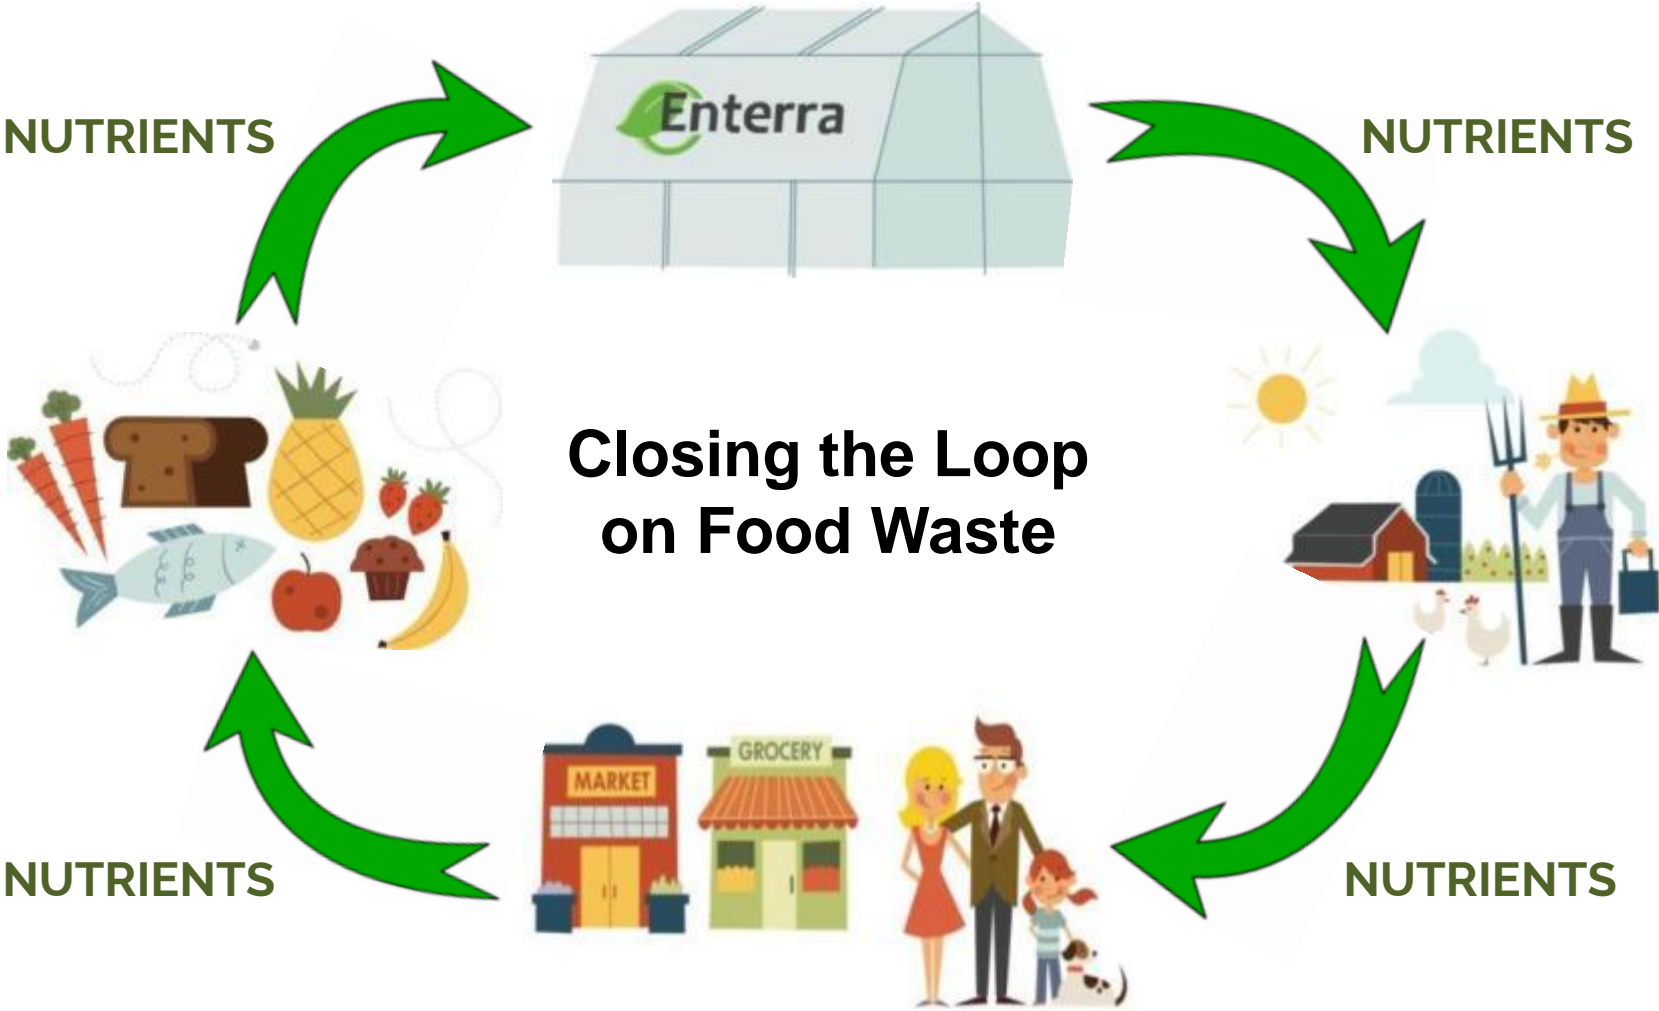 NUTRIENTS
Enterra
NUTRIENTS
Closing the Loop
on Food Waste
MARKET
GROCERY
NUTRIENTS
NUTRIENTS